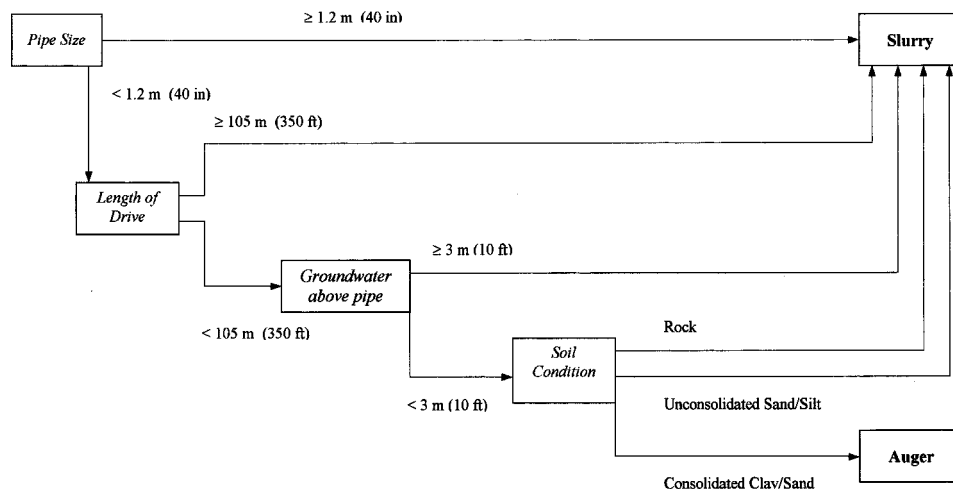 ≥ 1.2 m (40 in)
Pipe Size
Slurry
< 1.2 m (40 in)
≥ 105 m (350 ft)
Length of
Drive
≥ 3 m (10 ft)
Groundwater
above pipe
< 105 m (350 ft)
Rock
Soil
Condition
< 3 m (10 ft)
Unconsolidated Sand/Silt
Auger
Consolidated Clay/Sand